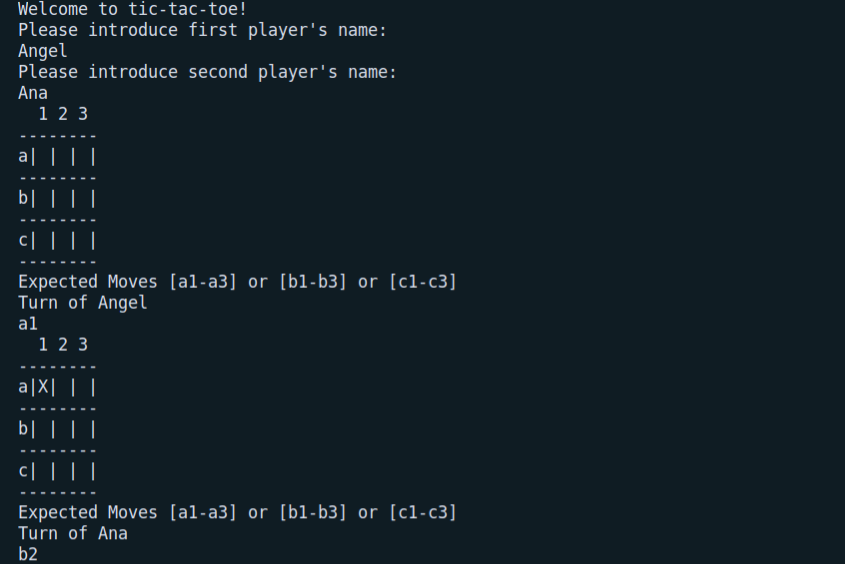 Welcome to tic-tac-toe!
Please introduce first player's name:
Angel
Please introduce second player's name:
Ana
  1 2 3
--------
a| | | |
--------
b| | | |
--------
c| | | |
--------
Expected Moves [a1-a3] or [b1-b3] or [c1-c3]
Turn of Angel
a1
  1 2 3
--------
a|X| | |
--------
b| | | |
--------
c| | | |
--------
Expected Moves [a1-a3] or [b1-b3] or [c1-c3]
Turn of Ana
b2